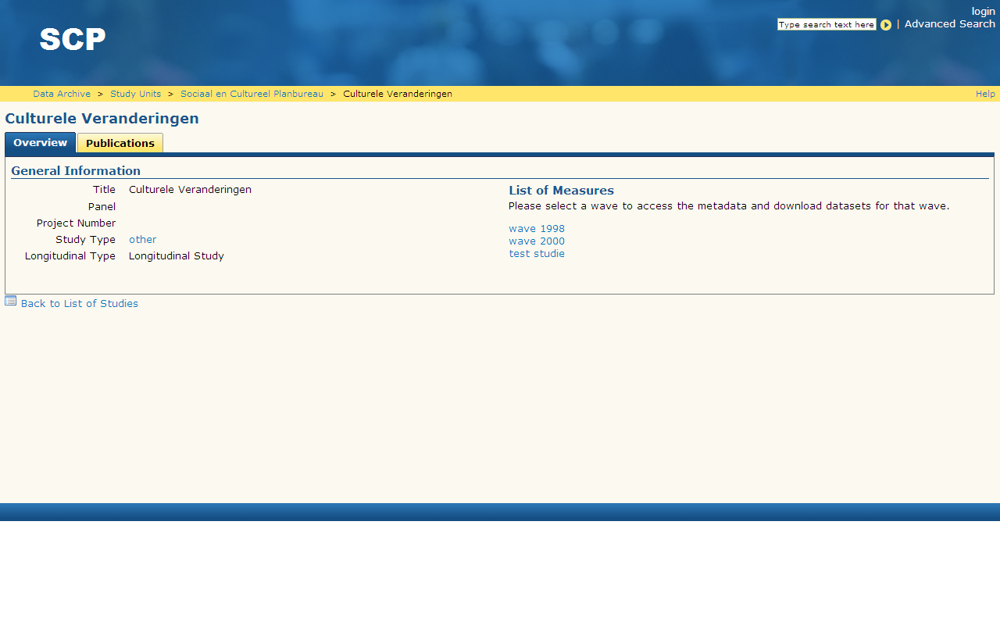 login
SCP
Type search text here | Advanced Search
Data Archive > Study Units > Sociaal en Cultureel Planbureau > Culturele Veranderingen Help
Culturele Veranderingen
Overview Publications
General Information
Title Culturele Veranderingen
Panel
Project Number
Study Type other
Longitudinal Type Longitudinal Study
List of Measures
Please select a wave to access the metadata and download datasets for that wave.
wave 1998
wave 2000
test studie
Back to List of Studies